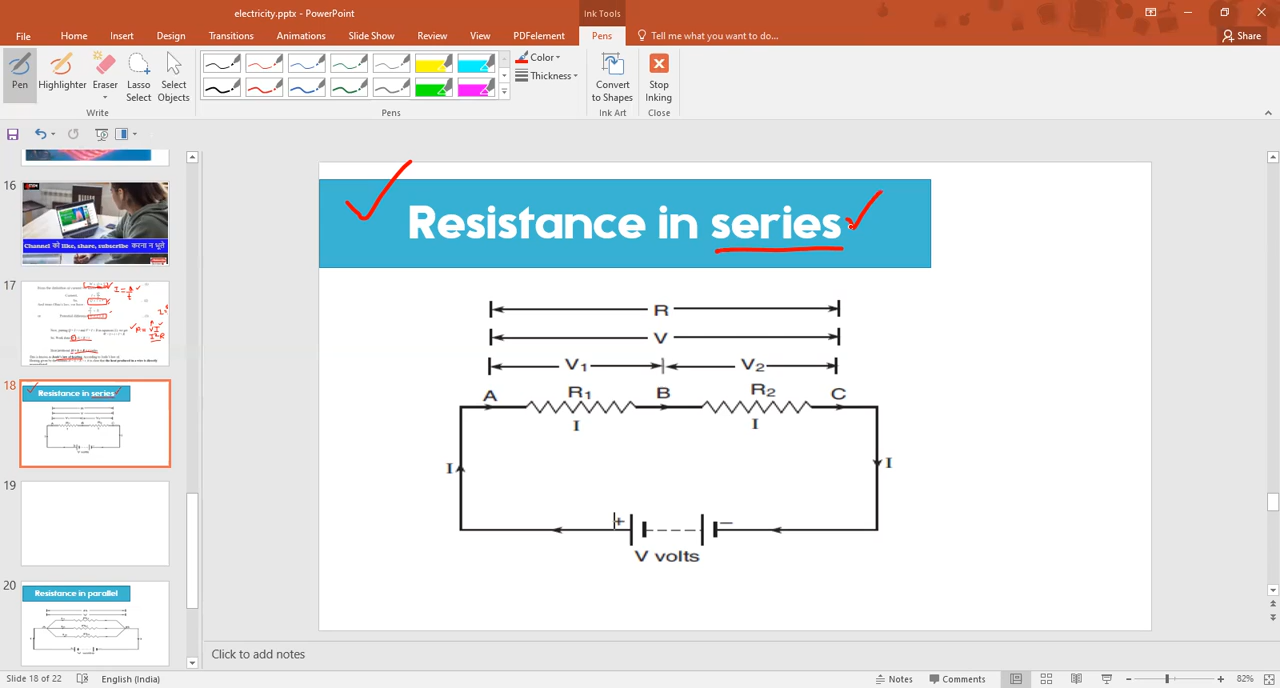 electricity.pptx - PowerPoint
Ink Tools
File Home Insert Design Transitions Animations Slide Show Review View PDFelement Pens Tell me what you want to do... Share
Pen Highlighter Eraser Lasso Select Select Objects
Color
Thickness
Convert to Shapes
Stop Inking
Write Pens Ink Art Close
16
Channel को like, share, subscribe करना न भूले
17
18
Resistance in series
19
20
Resistance in parallel
Resistance in series
R
V
V1 V2
A R1 B R2 C
I I
I I
+ −
V volts
Click to add notes
Slide 18 of 22 English (India) Notes Comments 82%